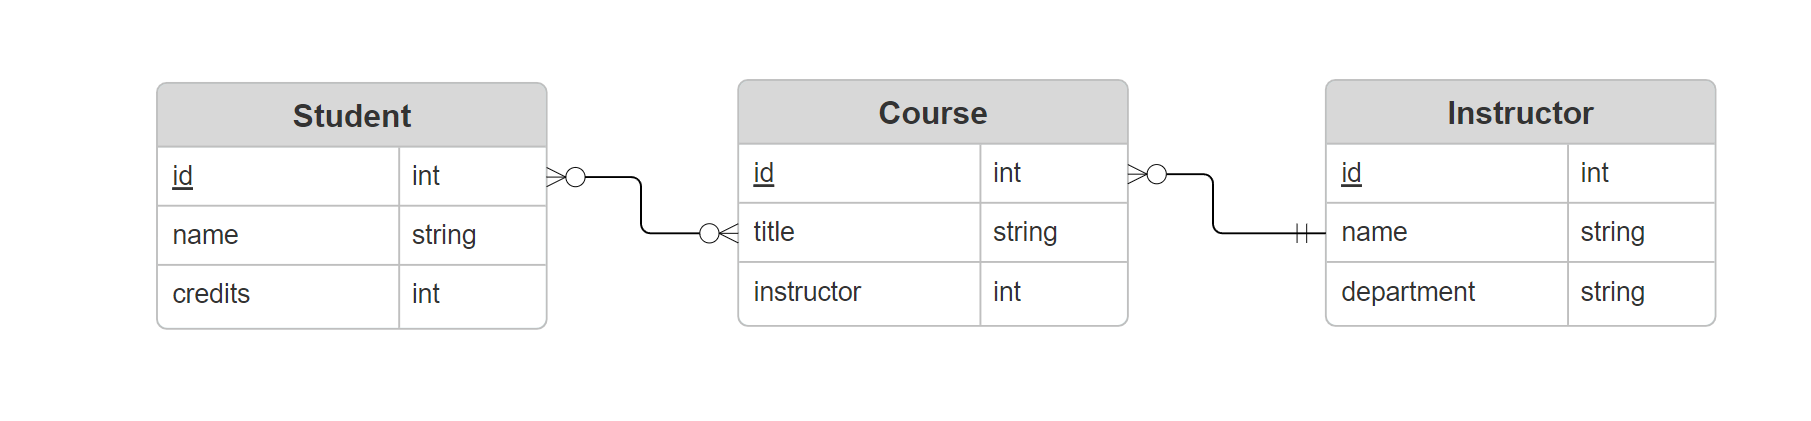 Student
id int
name string
credits int
Course
id int
title string
instructor int
Instructor
id int
name string
department string